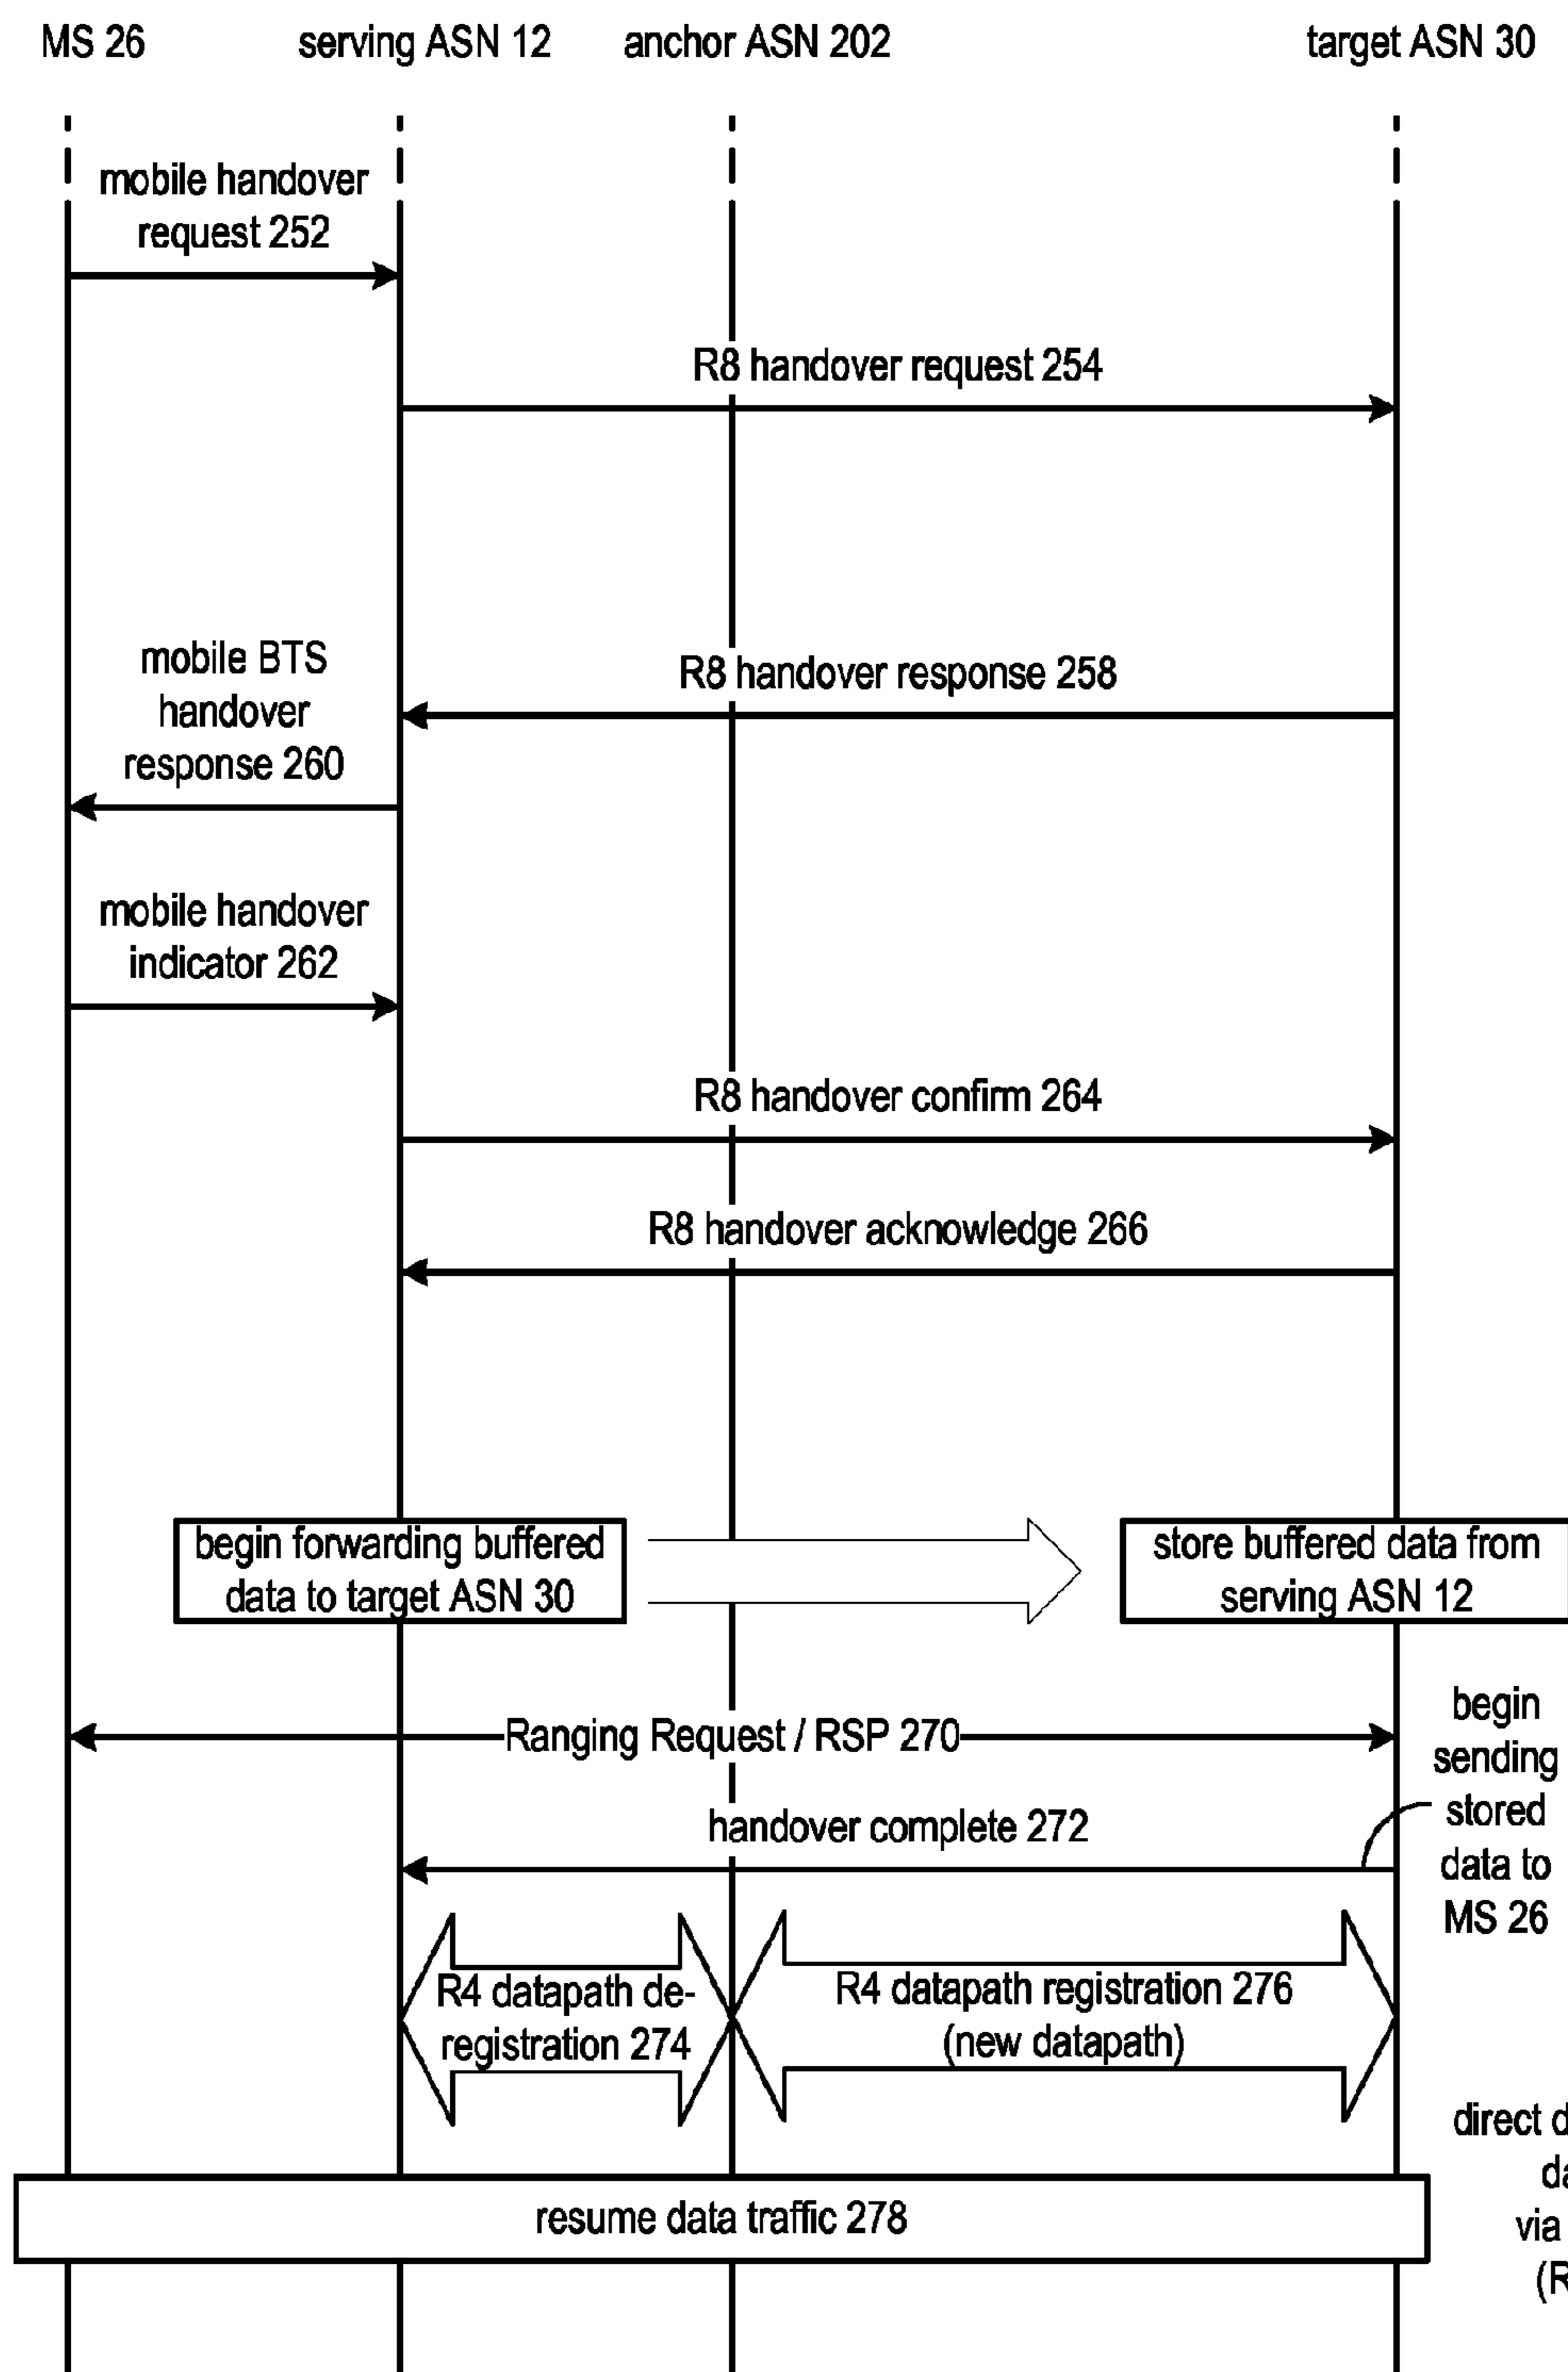 MS 26
serving ASN 12
anchor ASN 202
target ASN 30
mobile handover
request 252
R8 handover request 254
R8 handover response 258
mobile BTS
handover
response 260
mobile handover
indicator 262
R8 handover confirm 264
R8 handover acknowledge 266
begin forwarding buffered
data to target ASN 30
store buffered data from
serving ASN 12
Ranging Request / RSP 270
begin
sending
stored
data to
MS 26
handover complete 272
R4 datapath de-
registration 274
R4 datapath registration 276
(new datapath)
direct
via
resume data traffic 278